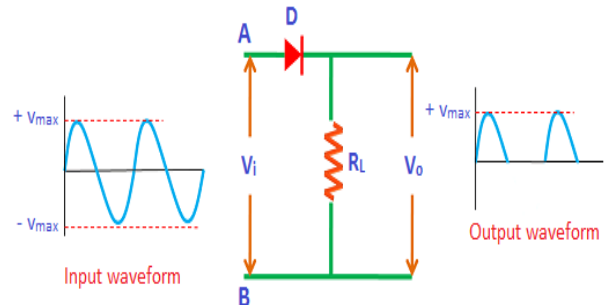 D
A
+ Vmax
- Vmax
Input waveform
Vi
RL
Vo
B
+ Vmax
Output waveform